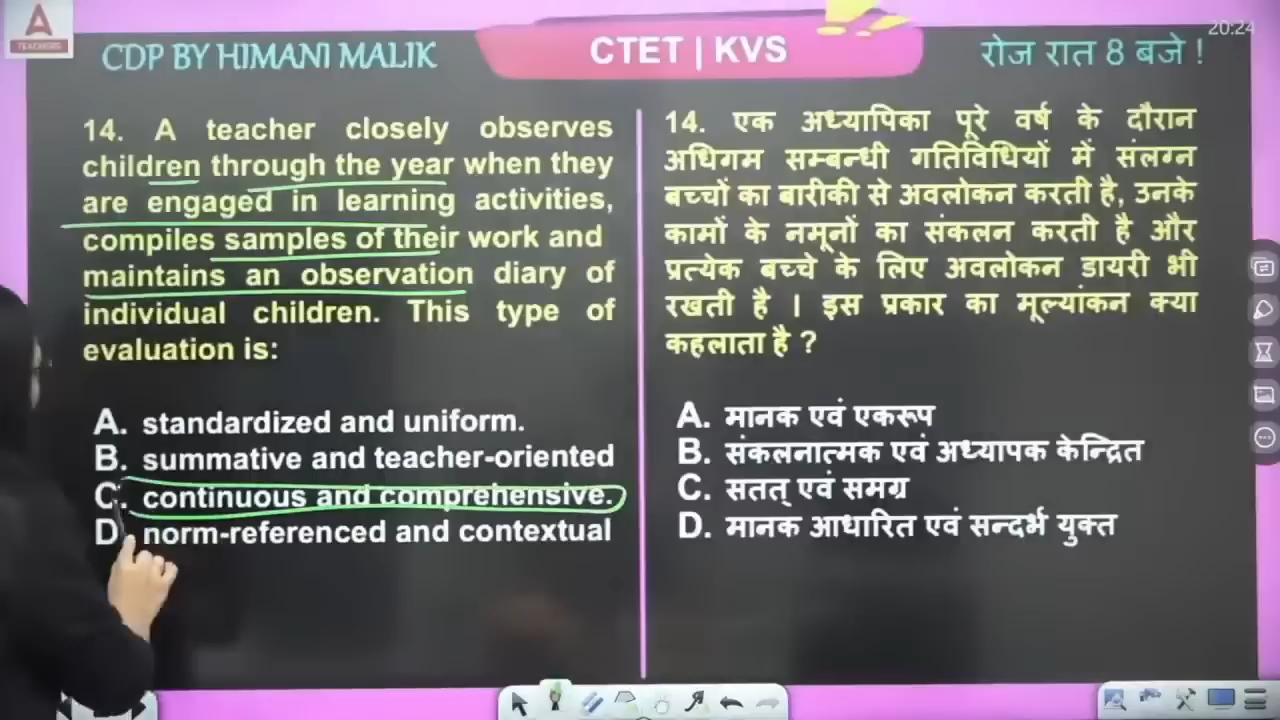 A
TEACHERS
CDP BY HIMANI MALIK
CTET | KVS
रोज रात 8 बजे !
20:24
14. A teacher closely observes
children through the year when they
are engaged in learning activities,
compiles samples of their work and
maintains an observation diary of
individual children. This type of
evaluation is:
A. standardized and uniform.
B. summative and teacher-oriented
C. continuous and comprehensive.
D. norm-referenced and contextual
14. एक अध्यापिका पूरे वर्ष के दौरान
अधिगम सम्बन्धी गतिविधियों में संलग्न
बच्चों का बारीकी से अवलोकन करती है, उनके
कामों के नमूनों का संकलन करती है और
प्रत्येक बच्चे के लिए अवलोकन डायरी भी
रखती है । इस प्रकार का मूल्यांकन क्या
कहलाता है ?
A. मानक एवं एकरूप
B. संकलनात्मक एवं अध्यापक केन्द्रित
C. सतत् एवं समग्र
D. मानक आधारित एवं सन्दर्भ युक्त